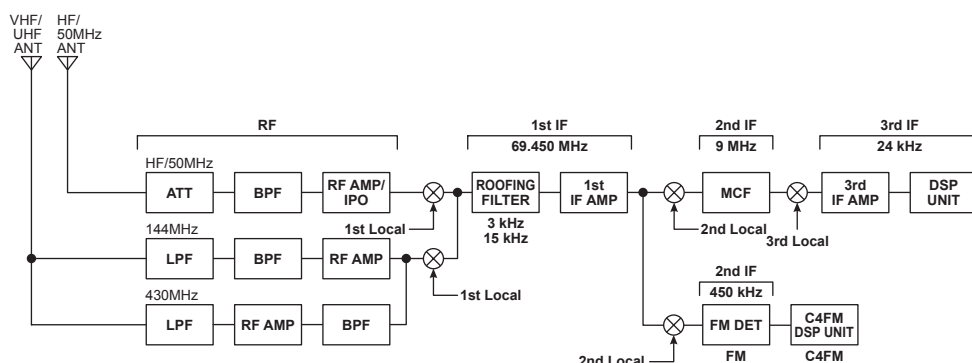 VHF/
UHF
ANT
HF/
50MHz
ANT
RF
1st IF
69.450 MHz
2nd IF
9 MHz
3rd IF
24 kHz
HF/50MHz
ATT
BPF
RF AMP/
IPO
1st Local
ROOFING
FILTER
3 kHz
15 kHz
1st
IF AMP
2nd Local
MCF
3rd Local
3rd
IF AMP
DSP
UNIT
144MHz
LPF
BPF
RF AMP
1st Local
430MHz
LPF
RF AMP
BPF
2nd IF
450 kHz
2nd Local
FM DET
FM
C4FM
DSP UNIT
C4FM